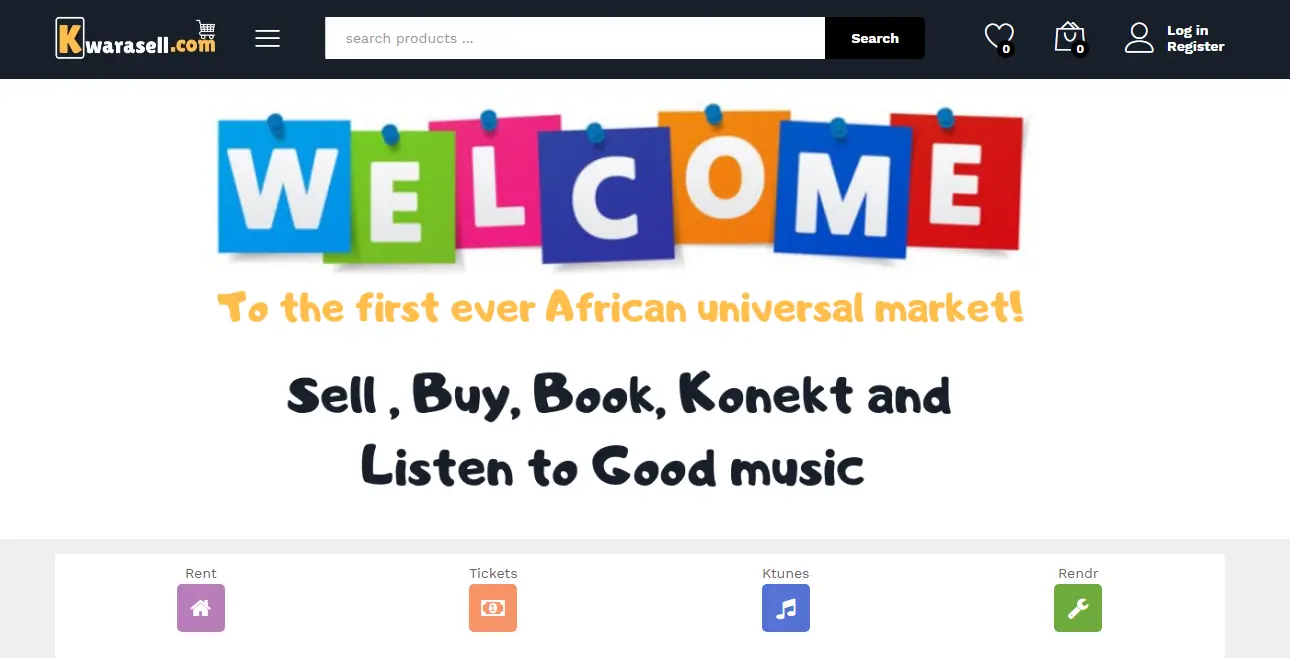 Kwarasell.com
search products ...
Search
0
0
Log in
Register
WELCOME
To the first ever African universal market!
Sell , Buy, Book, Konekt and
Listen to Good music
Rent
Tickets
Ktunes
Rendr